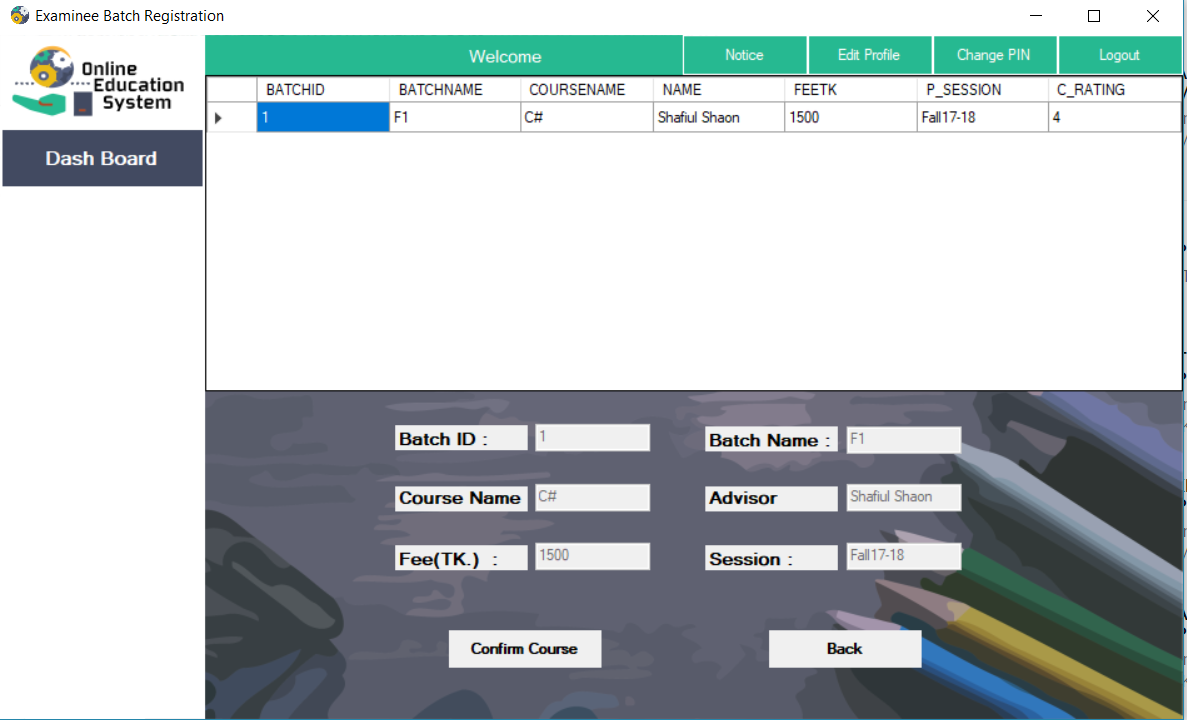 Examinee Batch Registration
Online
Education
System
Welcome
Notice
Edit Profile
Change PIN
Logout
Dash Board
BATCHID BATCHNAME COURSENAME NAME FEETK P_SESSION C_RATING
1 F1 C# Shafiul Shaon 1500 Fall17-18 4
Batch ID : 1 Batch Name : F1
Course Name C# Advisor Shafiul Shaon
Fee(TK.) : 1500 Session : Fall17-18
Confirm Course Back